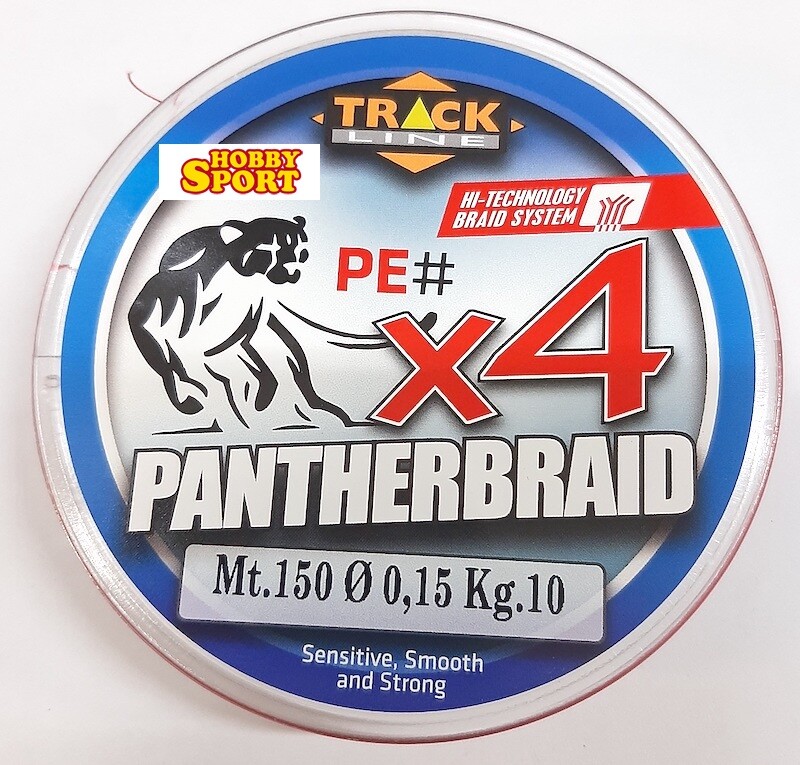 TRACK
LINE
HOBBY
SPORT
HI-TECHNOLOGY
BRAID SYSTEM
PE#
x4
PANTHERBRAID
Mt.150 Ø 0,15 Kg.10
Sensitive, Smooth
and Strong